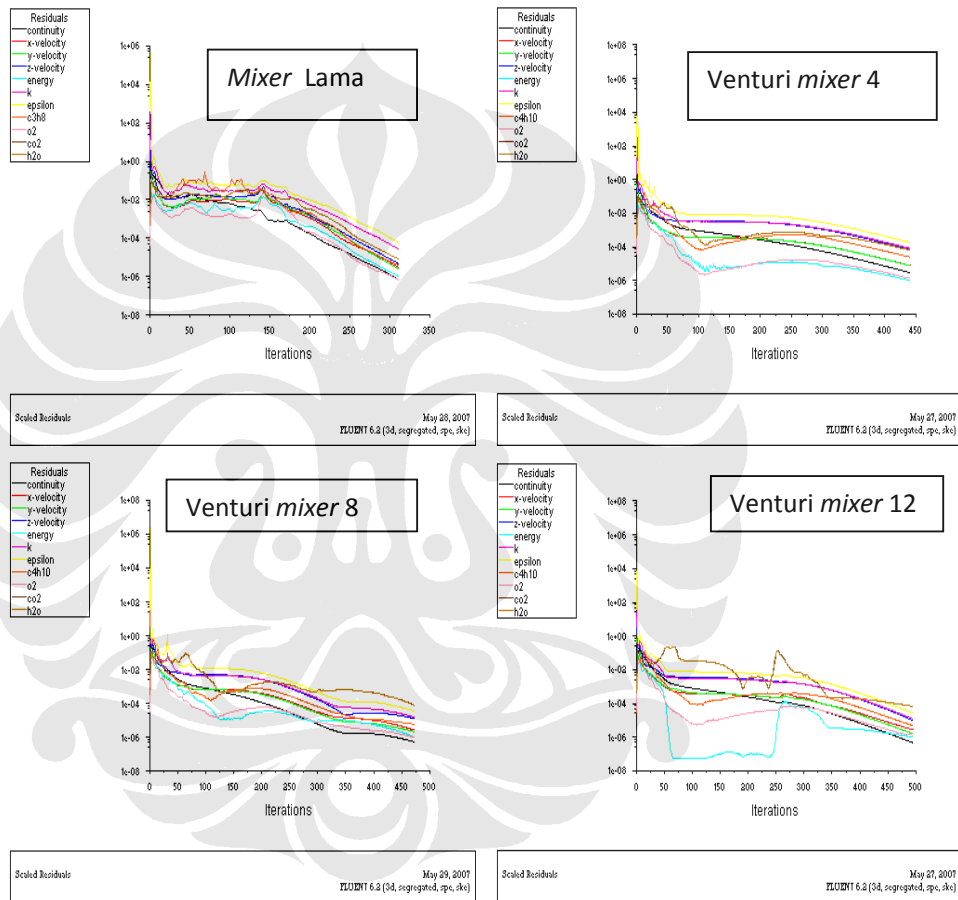 Residuals
continuity
x-velocity
y-velocity
z-velocity
energy
k
epsilon
c3h8
o2
co2
h2o
Mixer Lama
1e+06
1e+04
1e+02
1e+00
1e-02
1e-04
1e-06
1e-08
0 50 100 150 200 250 300 350
Iterations
Scaled Residuals
May 28, 2007
FLUENT 6.2 (3d, segregated, spe, ske)
Residuals
continuity
x-velocity
y-velocity
z-velocity
energy
k
epsilon
c4h10
o2
co2
h2o
Venturi mixer 4
1e+08
1e+06
1e+04
1e+02
1e+00
1e-02
1e-04
1e-06
1e-08
0 50 100 150 200 250 300 350 400 450
Iterations
Scaled Residuals
May 27, 2007
FLUENT 6.2 (3d, segregated, spe, ske)
Residuals
continuity
x-velocity
y-velocity
z-velocity
energy
k
epsilon
c4h10
o2
co2
h2o
Venturi mixer 8
1e+08
1e+06
1e+04
1e+02
1e+00
1e-02
1e-04
1e-06
1e-08
0 50 100 150 200 250 300 350 400 450 500
Iterations
Scaled Residuals
May 29, 2007
FLUENT 6.2 (3d, segregated, spe, ske)
Residuals
continuity
x-velocity
y-velocity
z-velocity
energy
k
epsilon
c4h10
o2
co2
h2o
Venturi mixer 12
1e+08
1e+06
1e+04
1e+02
1e+00
1e-02
1e-04
1e-06
1e-08
0 50 100 150 200 250 300 350 400 450 500
Iterations
Scaled Residuals
May 27, 2007
FLUENT 6.2 (3d, segregated, spe, ske)